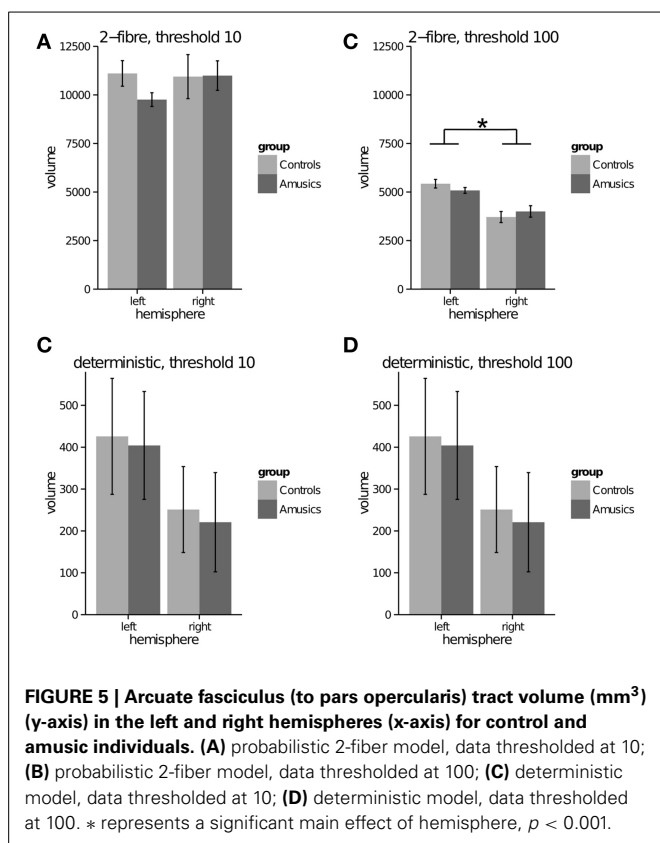 A 2−fibre, threshold 10
12500
10000
7500
5000
2500
0
volume
left right
hemisphere
group
Controls
Amusics
C 2−fibre, threshold 100
12500
10000
7500
5000
2500
0
volume
*
left right
hemisphere
group
Controls
Amusics
C deterministic, threshold 10
500
400
300
200
100
0
volume
left right
hemisphere
group
Controls
Amusics
D deterministic, threshold 100
500
400
300
200
100
0
volume
left right
hemisphere
group
Controls
Amusics
FIGURE 5 | Arcuate fasciculus (to pars opercularis) tract volume (mm³)
(y-axis) in the left and right hemispheres (x-axis) for control and
amusic individuals. (A) probabilistic 2-fiber model, data thresholded at 10;
(B) probabilistic 2-fiber model, data thresholded at 100; (C) deterministic
model, data thresholded at 10; (D) deterministic model, data thresholded
at 100. * represents a significant main effect of hemisphere, p < 0.001.